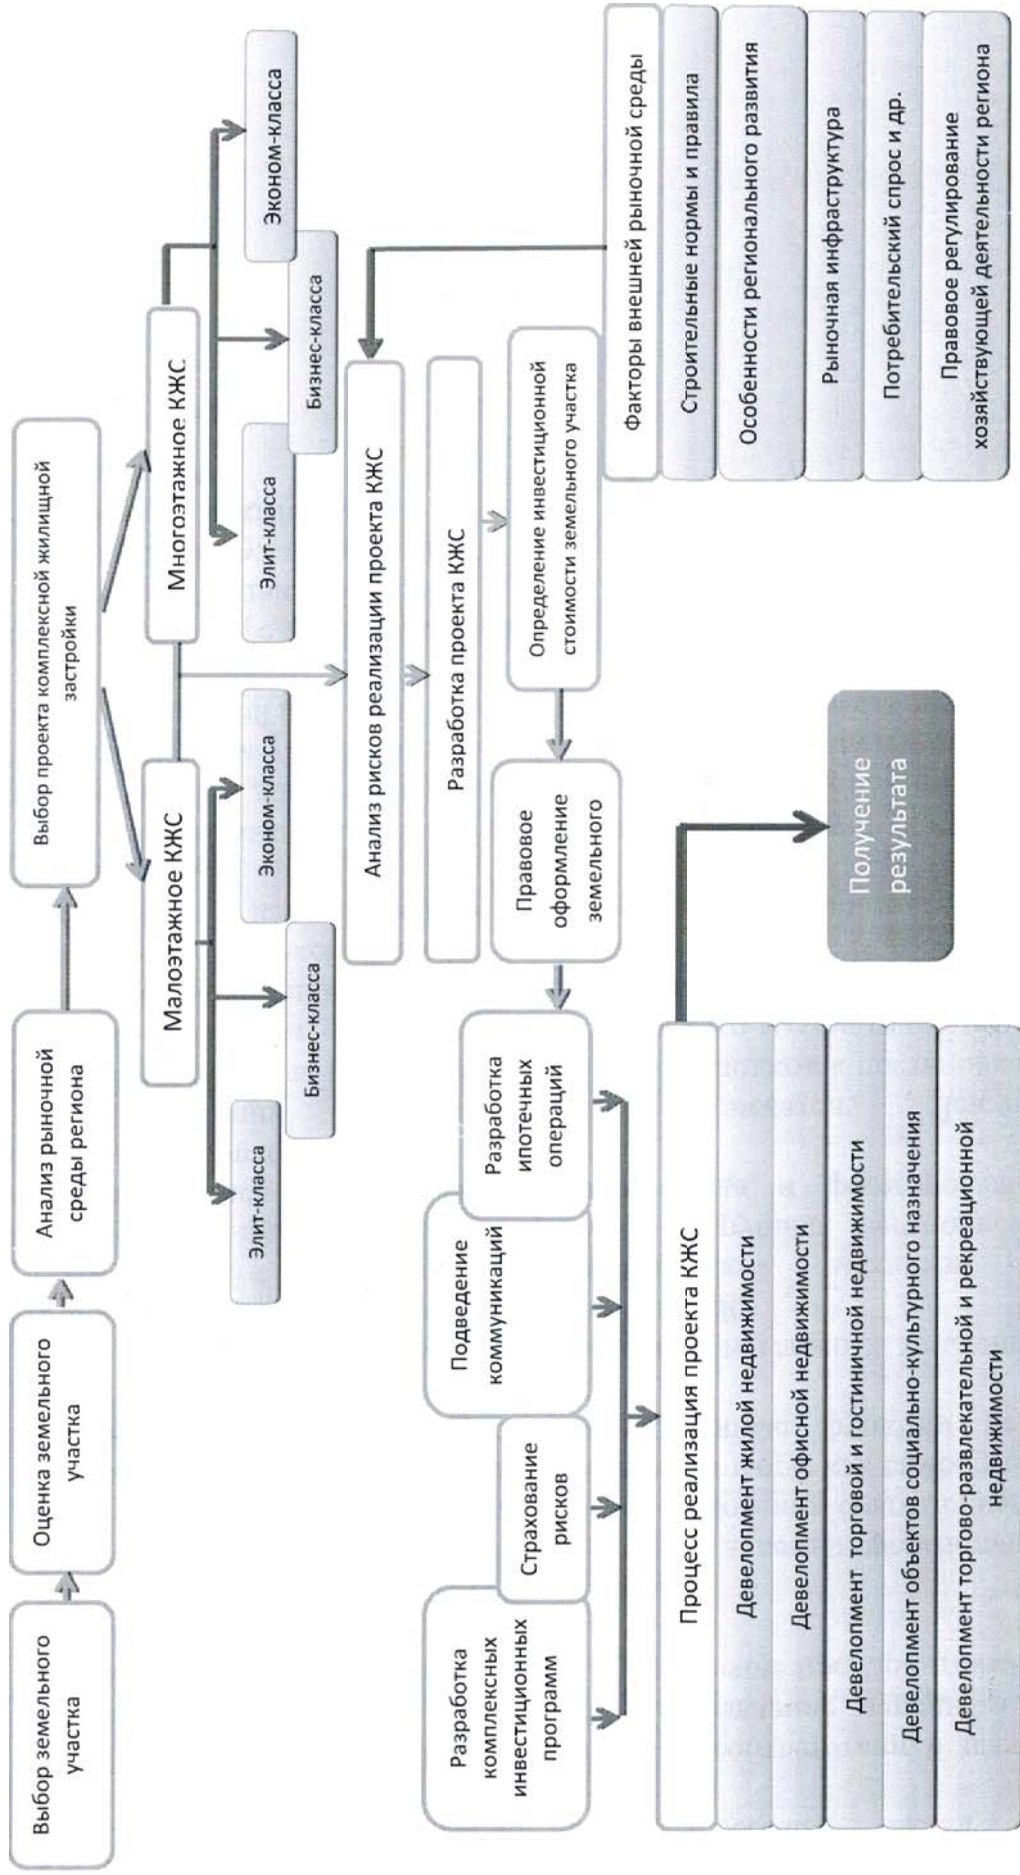 Выбор земельного
участка
Оценка земельного
участка
Анализ рыночной
среды региона
Выбор проекта комплексной жилищной
застройки
Малоэтажное КЖС
Многоэтажное КЖС
Элит-класса
Бизнес-класса
Эконом-класса
Элит-класса
Бизнес-класса
Эконом-класса
Анализ рисков реализации проекта КЖС
Разработка проекта КЖС
Определение инвестиционной
стоимости земельного участка
Правовое
оформление
земельного
Разработка
ипотечных
операций
Подведение
коммуникаций
Страхование
рисков
Разработка
комплексных
инвестиционных
программ
Процесс реализация проекта КЖС
Девелопмент жилой недвижимости
Девелопмент офисной недвижимости
Девелопмент торговой и гостиничной недвижимости
Девелопмент объектов социально-культурного назначения
Девелопмент торгово-развлекательной и рекреационной
недвижимости
Получение
результата
Факторы внешней рыночной среды
Строительные нормы и правила
Особенности регионального развития
Рыночная инфраструктура
Потребительский спрос и др.
Правовое регулирование
хозяйствующей деятельности региона